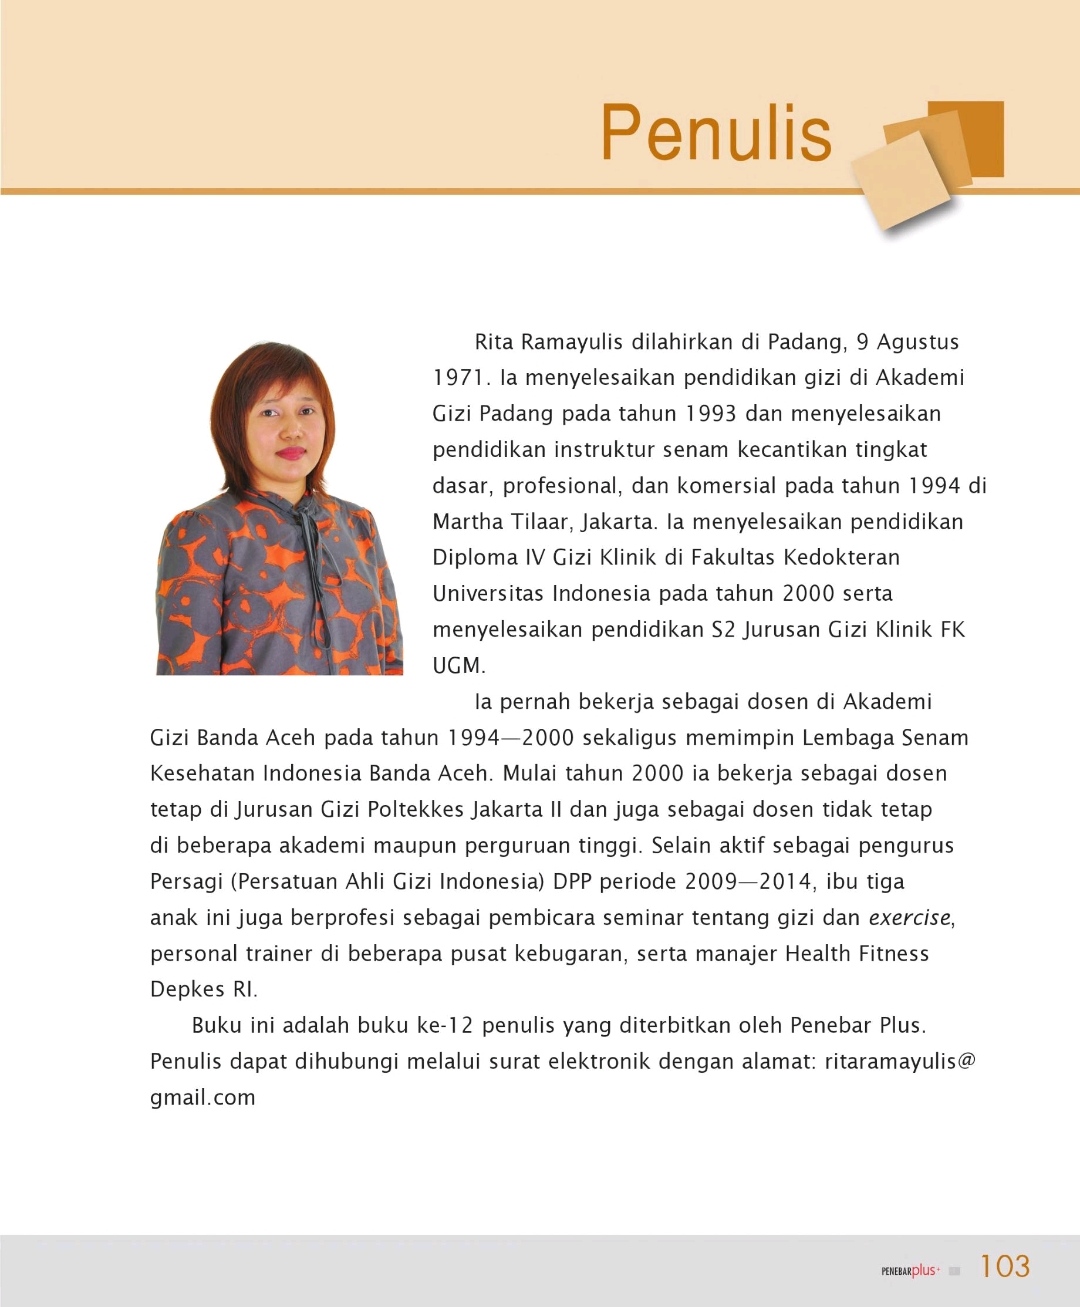 Penulis
Rita Ramayulis dilahirkan di Padang, 9 Agustus
1971. Ia menyelesaikan pendidikan gizi di Akademi
Gizi Padang pada tahun 1993 dan menyelesaikan
pendidikan instruktur senam kecantikan tingkat
dasar, profesional, dan komersial pada tahun 1994 di
Martha Tilaar, Jakarta. Ia menyelesaikan pendidikan
Diploma IV Gizi Klinik di Fakultas Kedokteran
Universitas Indonesia pada tahun 2000 serta
menyelesaikan pendidikan S2 Jurusan Gizi Klinik FK
UGM.
Ia pernah bekerja sebagai dosen di Akademi
Gizi Banda Aceh pada tahun 1994—2000 sekaligus memimpin Lembaga Senam
Kesehatan Indonesia Banda Aceh. Mulai tahun 2000 ia bekerja sebagai dosen
tetap di Jurusan Gizi Poltekkes Jakarta II dan juga sebagai dosen tidak tetap
di beberapa akademi maupun perguruan tinggi. Selain aktif sebagai pengurus
Persagi (Persatuan Ahli Gizi Indonesia) DPP periode 2009—2014, ibu tiga
anak ini juga berprofesi sebagai pembicara seminar tentang gizi dan exercise,
personal trainer di beberapa pusat kebugaran, serta manajer Health Fitness
Depkes RI.
Buku ini adalah buku ke-12 penulis yang diterbitkan oleh Penebar Plus.
Penulis dapat dihubungi melalui surat elektronik dengan alamat: ritaramayulis@
gmail.com
PENEBARplus+ 103